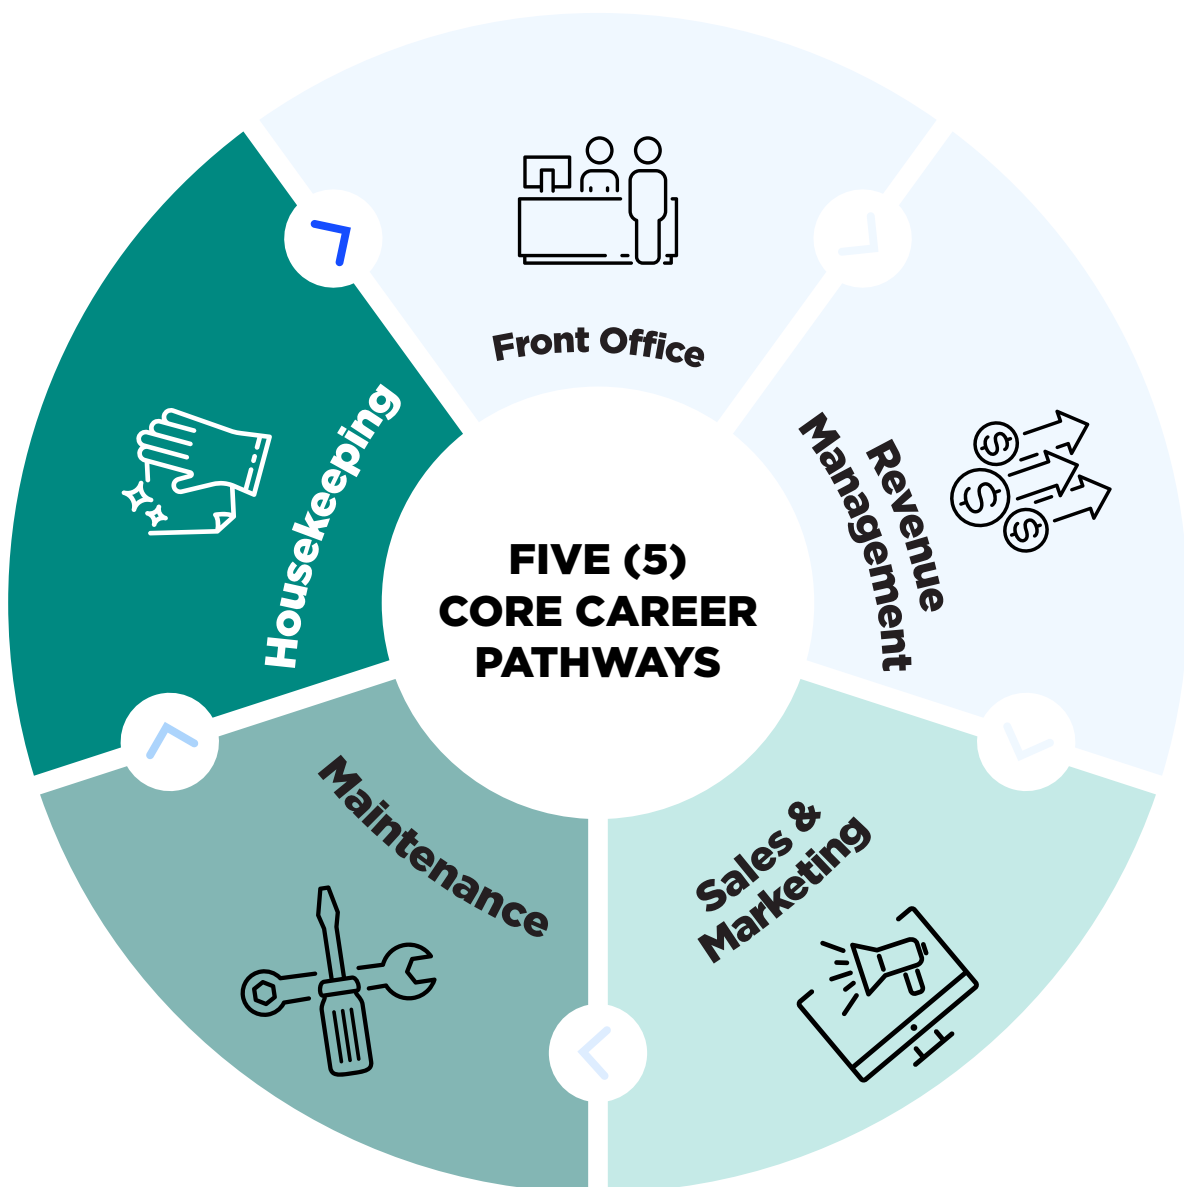 Front Office
Revenue
Management
Sales &
Marketing
Maintenance
Housekeeping
FIVE (5)
CORE CAREER
PATHWAYS